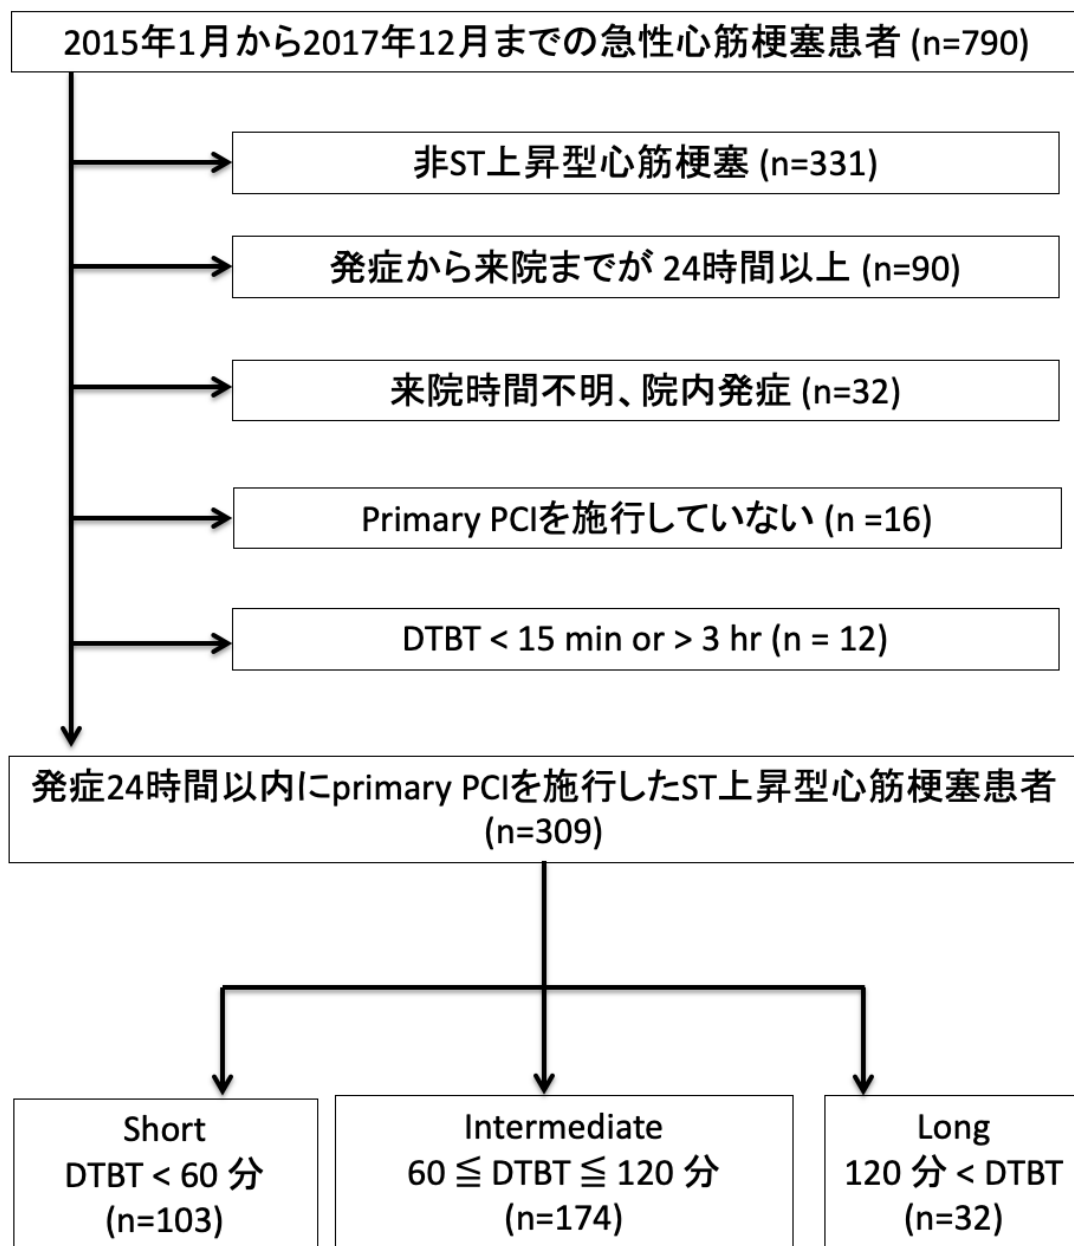 2015年1月から2017年12月までの急性心筋梗塞患者 (n=790)
非ST上昇型心筋梗塞 (n=331)
発症から来院までが 24時間以上 (n=90)
来院時間不明、院内発症 (n=32)
Primary PCIを施行していない (n =16)
DTBT < 15 min or > 3 hr (n = 12)
発症24時間以内にprimary PCIを施行したST上昇型心筋梗塞患者
(n=309)
Short
DTBT < 60 分
(n=103)
Intermediate
60 ≦ DTBT ≦ 120 分
(n=174)
Long
120 分 < DTBT
(n=32)